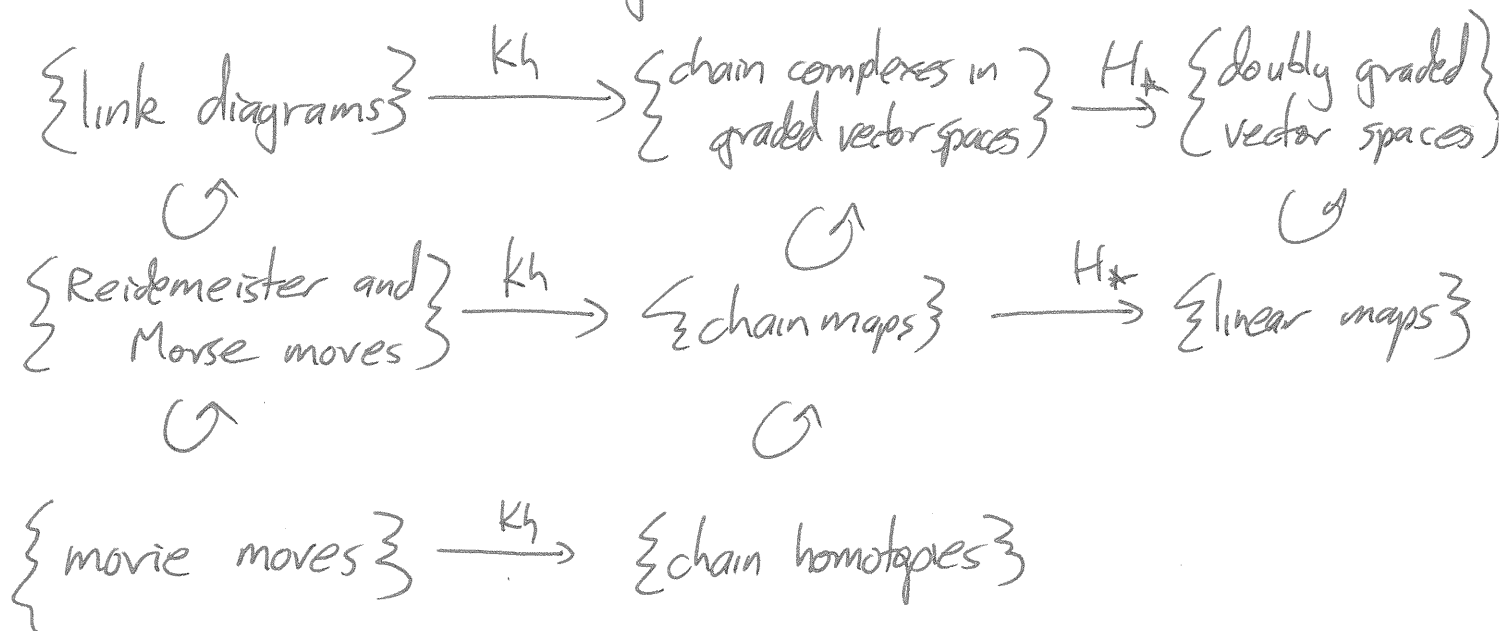 Kh H*
{link diagrams} → {chain complexes in graded vector spaces} → {doubly graded vector spaces}
Kh H*
{Reidemeister and Morse moves} → {chain maps} → {linear maps}
Kh
{movie moves} → {chain homotopies}